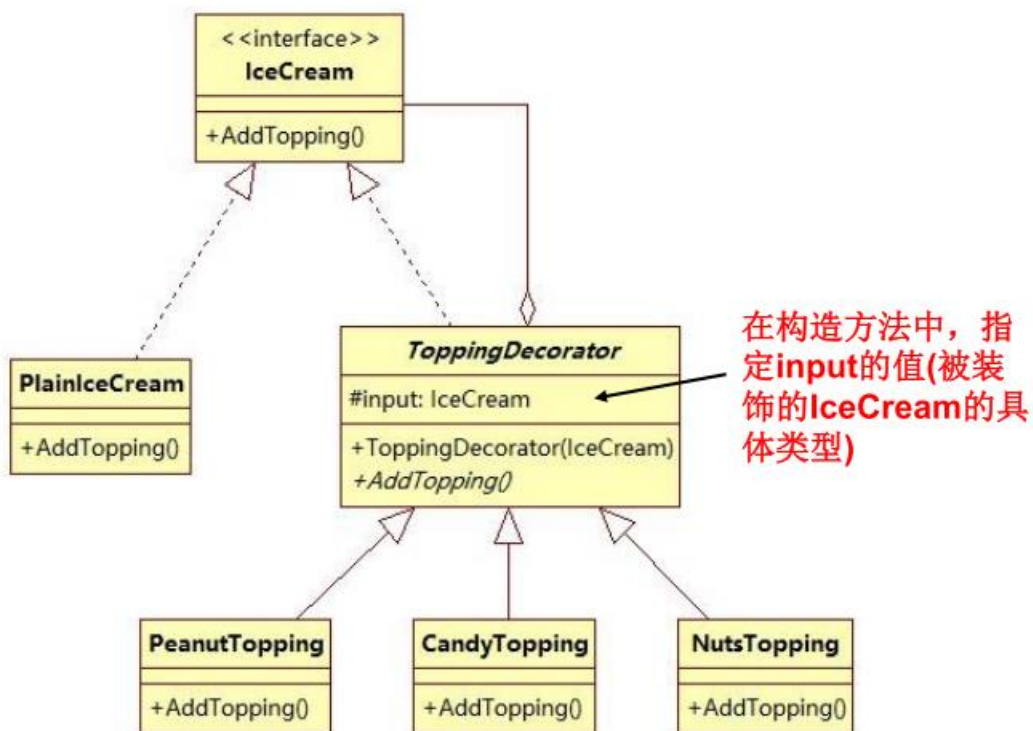 <<interface>>
IceCream
+AddTopping()
PlainIceCream
+AddTopping()
ToppingDecorator
#input: IceCream
+ToppingDecorator(IceCream)
+AddTopping()
在构造方法中，指
定input的值(被装
饰的IceCream的具
体类型)
PeanutTopping
+AddTopping()
CandyTopping
+AddTopping()
NutsTopping
+AddTopping()